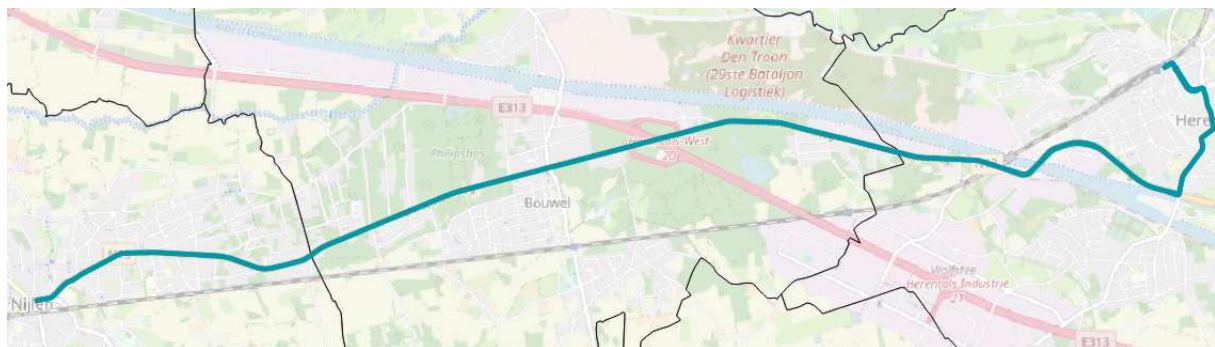 Kwartier
Den Troon
(29ste Bataljon
Logistiek)
E313
Here
20
Philipsbos
Bouwel
Wolfstee
Herentals Industrie
21
Nijlen
E313